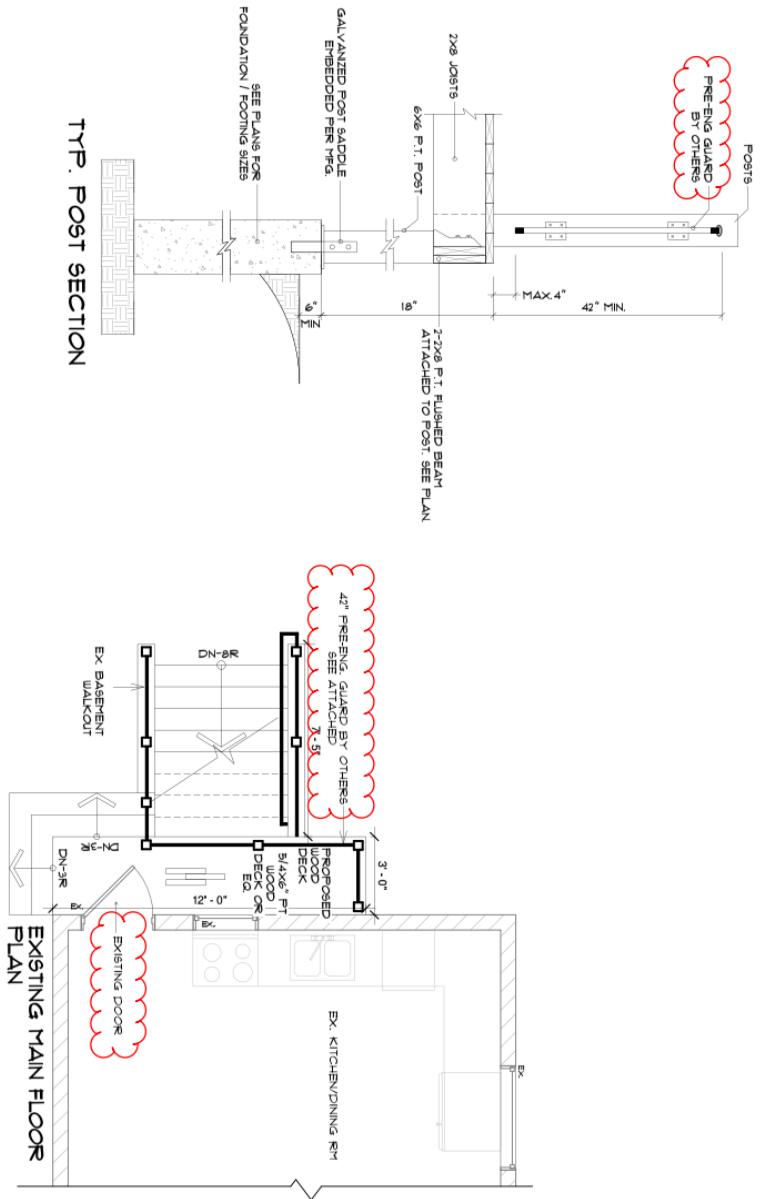 POSTS
PRE-ENG GUARD
BY OTHERS
2X8 JOISTS
6X6 P.T. POST
GALVANIZED POST SADDLE
EMBEDDED PER MFG.
SEE PLANS FOR
FOUNDATION / FOOTING SIZES
42" MIN.
MAX.4"
18"
6"
MIN
2-2X8 P.T. FLUSHED BEAM
ATTACHED TO POST. SEE PLAN
TYP. POST SECTION
42" PRE-ENG. GUARD BY OTHERS
SEE ATTACHED
7' - 5"
DN-8R
EX BASEMENT
WALKOUT
3' - 0"
PROPOSED
WOOD
DECK
5/4X6" PT
WOOD
DECK OR
EQ.
12' - 0"
DN-3R
DN-3R
EX.
EX.
EX.
EXISTING DOOR
EX. KITCHEN/DINING RM
EXISTING MAIN FLOOR
PLAN